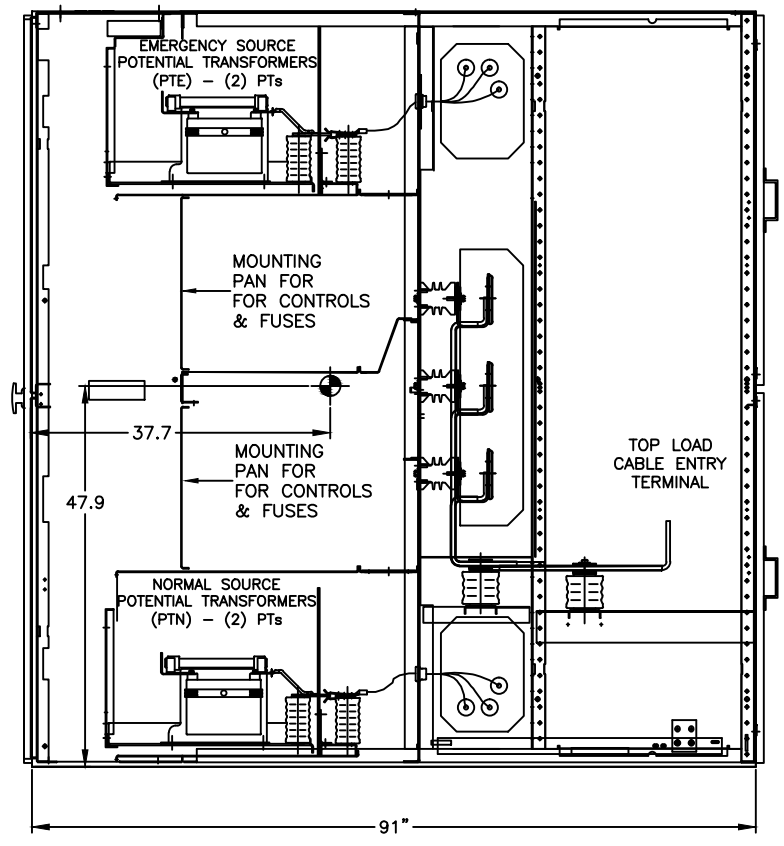 EMERGENCY SOURCE
POTENTIAL TRANSFORMERS
(PTE) – (2) PTs
MOUNTING
PAN FOR
FOR CONTROLS
& FUSES
37.7
MOUNTING
PAN FOR
FOR CONTROLS
& FUSES
TOP LOAD
CABLE ENTRY
TERMINAL
47.9
NORMAL SOURCE
POTENTIAL TRANSFORMERS
(PTN) – (2) PTs
91"